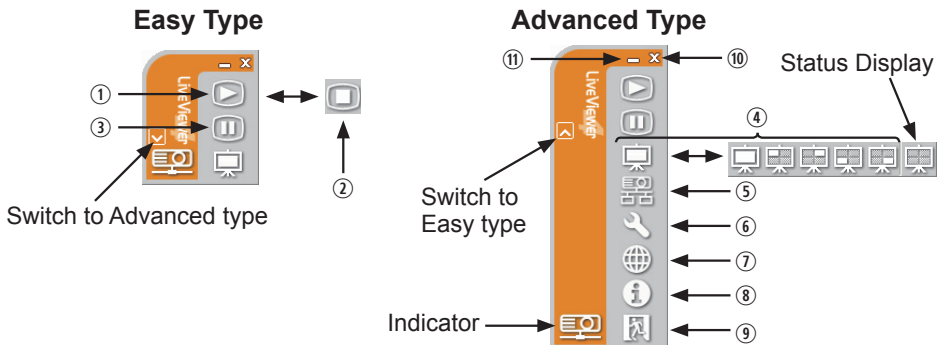 Easy Type
Advanced Type
①
③
②
LIVEVIEWER
Switch to Advanced type
⑪
⑩
Status Display
LIVEVIEWER
④
Switch to
Easy type
⑤
⑥
⑦
⑧
⑨
Indicator